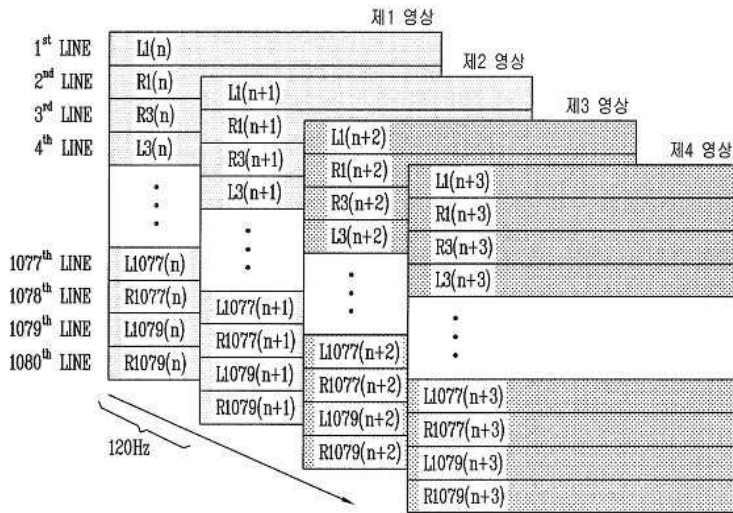 제1 영상
1st LINE L1(n)
2nd LINE R1(n)
3rd LINE R3(n)
4th LINE L3(n)
1077th LINE L1077(n)
1078th LINE R1077(n)
1079th LINE L1079(n)
1080th LINE R1079(n)
제2 영상
L1(n+1)
R1(n+1)
R3(n+1)
L3(n+1)
L1077(n+1)
R1077(n+1)
L1079(n+1)
R1079(n+1)
제3 영상
L1(n+2)
R1(n+2)
R3(n+2)
L3(n+2)
L1077(n+2)
R1077(n+2)
L1079(n+2)
R1079(n+2)
제4 영상
L1(n+3)
R1(n+3)
R3(n+3)
L3(n+3)
L1077(n+3)
R1077(n+3)
L1079(n+3)
R1079(n+3)
120Hz